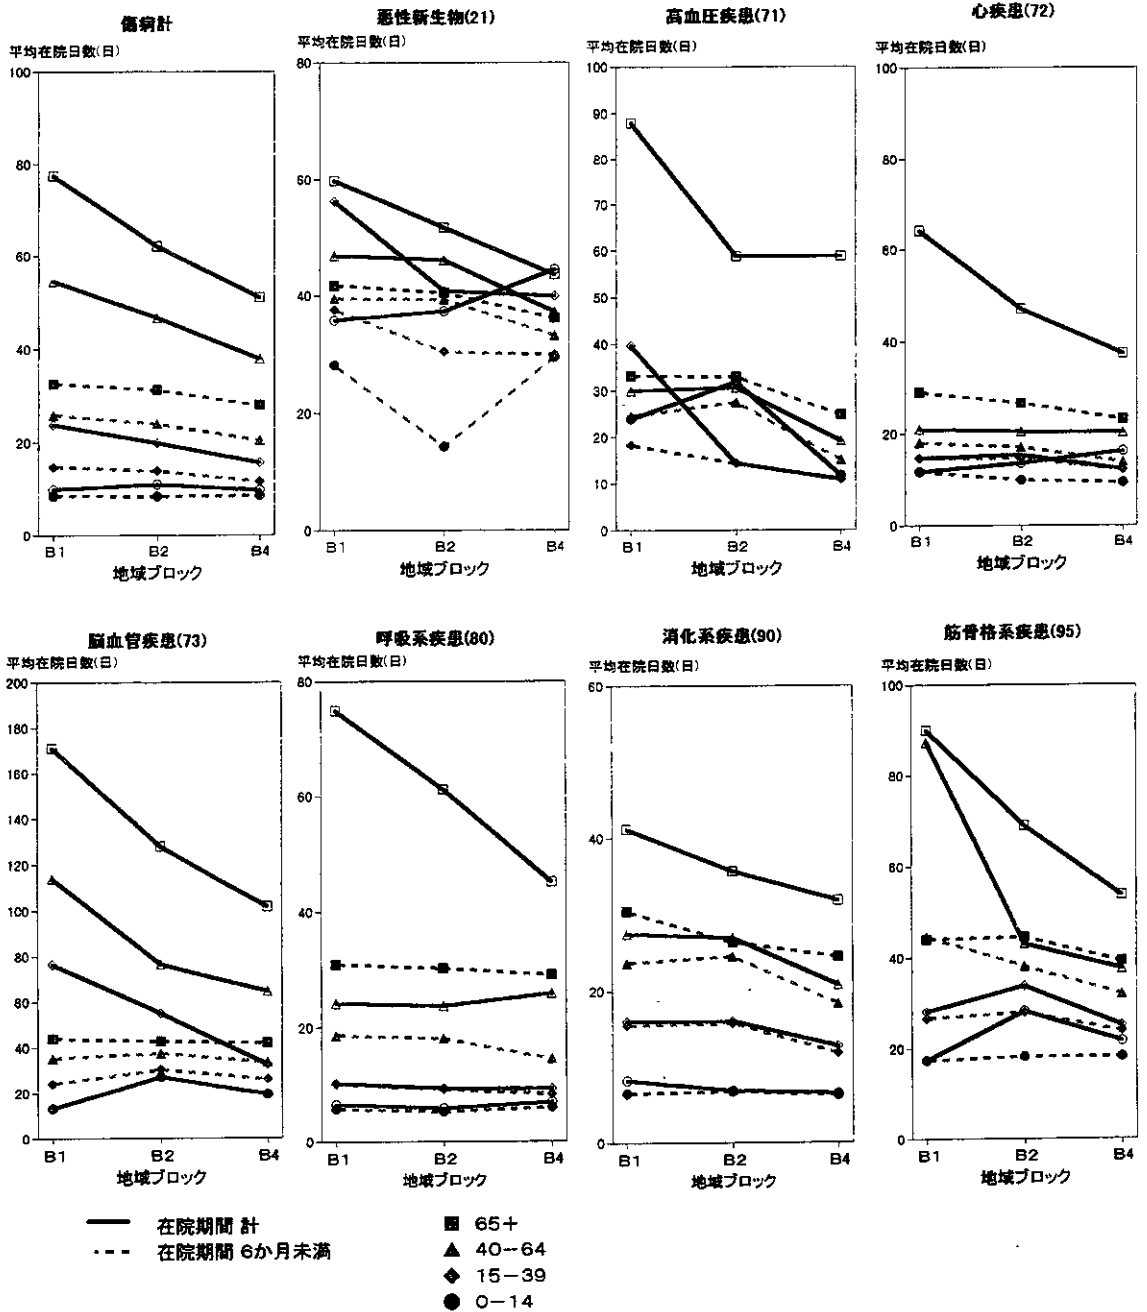 傷病計
平均在院日数(日)
100
80
60
40
20
0
B1 B2 B4
地域ブロック
悪性新生物(21)
平均在院日数(日)
80
60
40
20
0
B1 B2 B4
地域ブロック
高血圧疾患(71)
平均在院日数(日)
100
90
80
70
60
50
40
30
20
10
0
B1 B2 B4
地域ブロック
心疾患(72)
平均在院日数(日)
100
80
60
40
20
0
B1 B2 B4
地域ブロック
脳血管疾患(73)
平均在院日数(日)
200
180
160
140
120
100
80
60
40
20
0
B1 B2 B4
地域ブロック
呼吸系疾患(80)
平均在院日数(日)
80
60
40
20
0
B1 B2 B4
地域ブロック
消化系疾患(90)
平均在院日数(日)
60
40
20
0
B1 B2 B4
地域ブロック
筋骨格系疾患(95)
平均在院日数(日)
100
80
60
40
20
0
B1 B2 B4
地域ブロック
在院期間 計
在院期間 6か月未満
65+
40-64
15-39
0-14